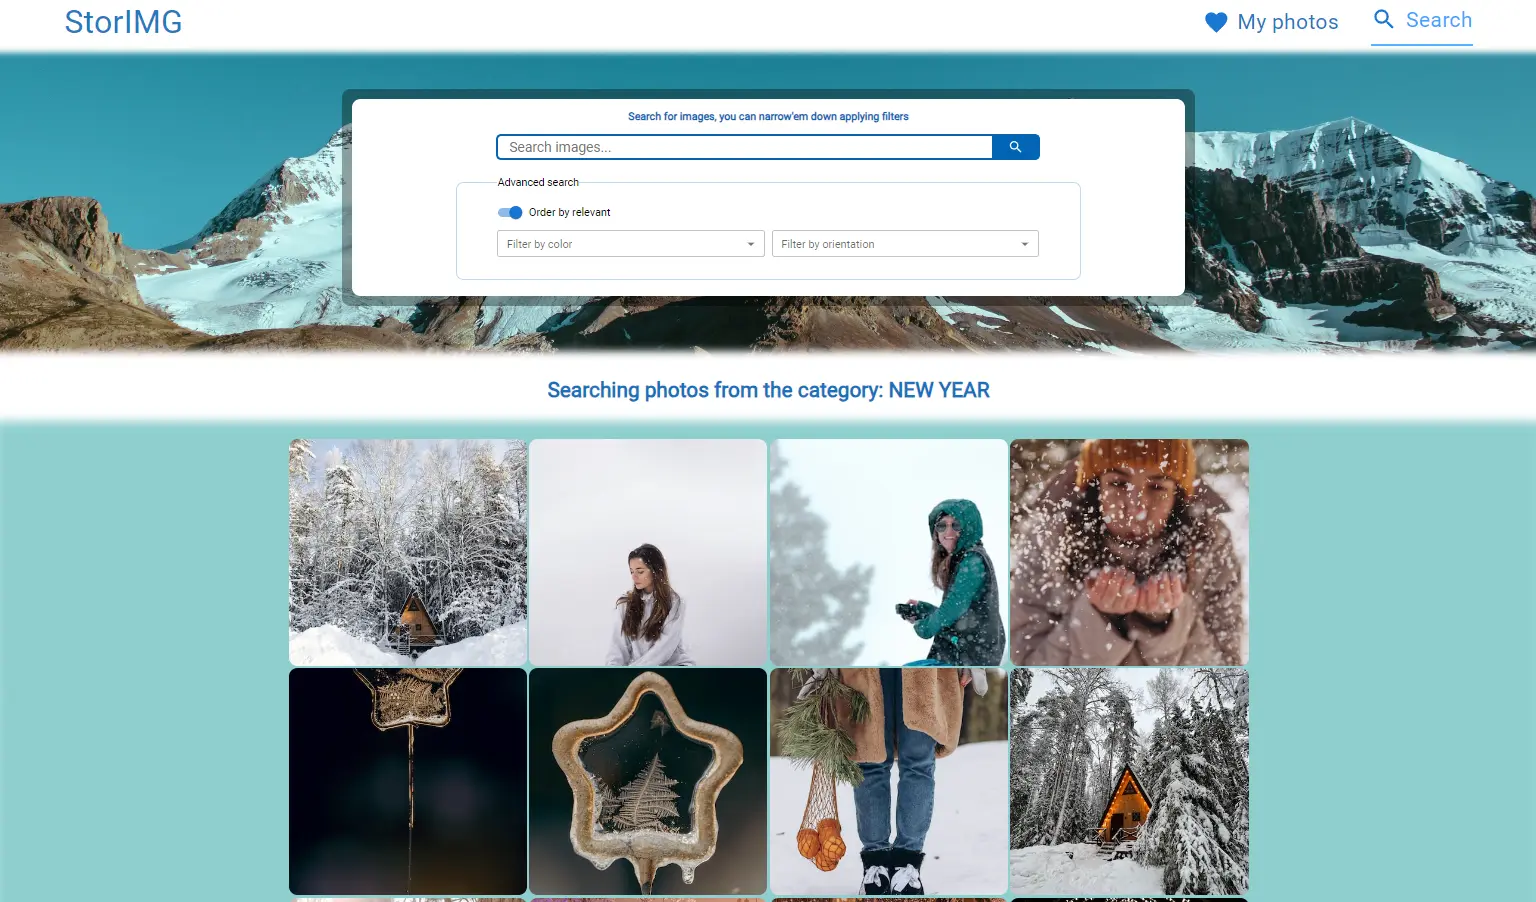 StorIMG
My photos
Search
Search for images, you can narrow'em down applying filters
Search images...
Advanced search
Order by relevant
Filter by color
Filter by orientation
Searching photos from the category: NEW YEAR